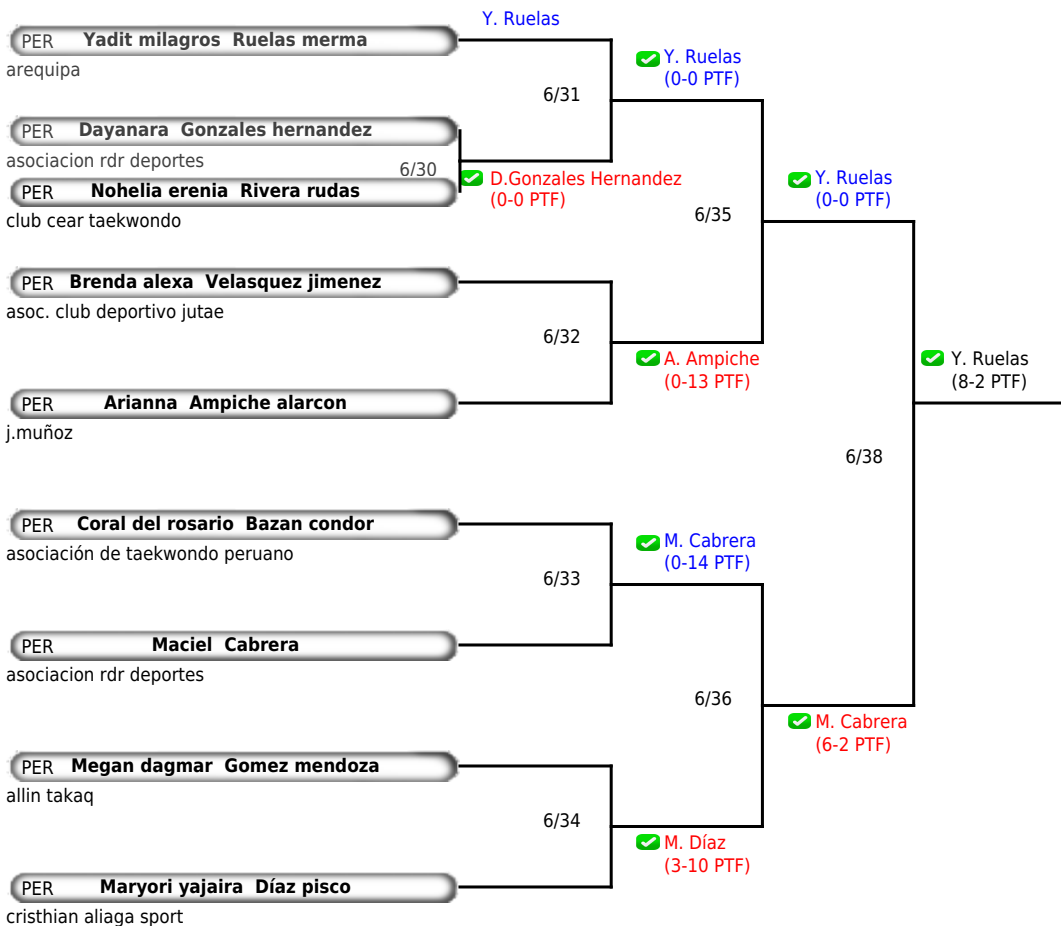 Y. Ruelas
PER Yadit milagros Ruelas merma
arequipa
Y. Ruelas
(0-0 PTF)
6/31
PER Dayanara Gonzales hernandez
asociacion rdr deportes
6/30
D.Gonzales Hernandez
(0-0 PTF)
PER Nohelia erenia Rivera rudas
club cear taekwondo
Y. Ruelas
(0-0 PTF)
6/35
PER Brenda alexa Velasquez jimenez
asoc. club deportivo jutae
6/32
A. Ampiche
(0-13 PTF)
Y. Ruelas
(8-2 PTF)
PER Arianna Ampiche alarcon
j.muñoz
6/38
PER Coral del rosario Bazan condor
asociación de taekwondo peruano
M. Cabrera
(0-14 PTF)
6/33
PER Maciel Cabrera
asociacion rdr deportes
6/36
M. Cabrera
(6-2 PTF)
PER Megan dagmar Gomez mendoza
allin takaq
6/34
M. Díaz
(3-10 PTF)
PER Maryori yajaira Díaz pisco
cristhian aliaga sport